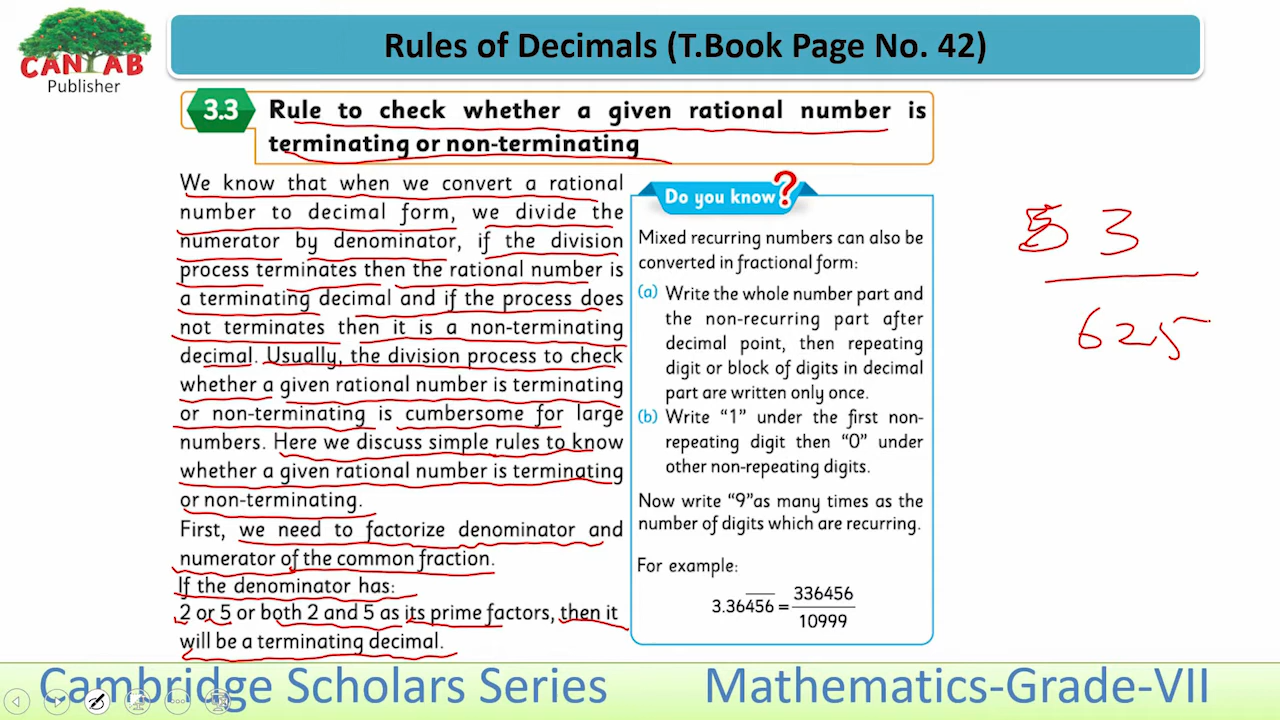 CANTAB
Publisher
Rules of Decimals (T.Book Page No. 42)
3.3
Rule to check whether a given rational number is
terminating or non-terminating
We know that when we convert a rational
number to decimal form, we divide the
numerator by denominator, if the division
process terminates then the rational number is
a terminating decimal and if the process does
not terminates then it is a non-terminating
decimal. Usually, the division process to check
whether a given rational number is terminating
or non-terminating is cumbersome for large
numbers. Here we discuss simple rules to know
whether a given rational number is terminating
or non-terminating.
First, we need to factorize denominator and
numerator of the common fraction.
If the denominator has:
2 or 5 or both 2 and 5 as its prime factors, then it
will be a terminating decimal.
Do you know?
Mixed recurring numbers can also be
converted in fractional form:
(a) Write the whole number part and
the non-recurring part after
decimal point, then repeating
digit or block of digits in decimal
part are written only once.
(b) Write “1” under the first non-
repeating digit then “0” under
other non-repeating digits.
Now write “9”as many times as the
number of digits which are recurring.
For example:
3.36456 = 336456
10999
3
625
Cambridge Scholars Series
Mathematics-Grade-VII